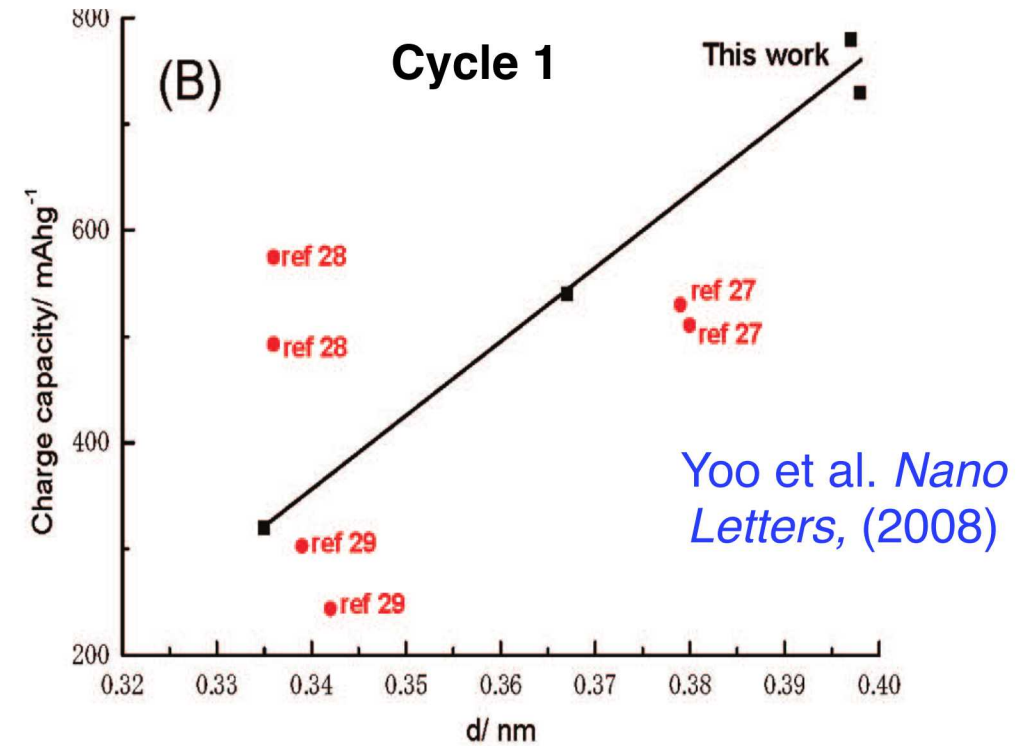 (B)
Cycle 1
This work
Charge capacity/ mAhg⁻¹
800
600
400
200
ref 28
ref 28
ref 27
ref 27
ref 29
ref 29
Yoo et al. Nano
Letters, (2008)
0.32 0.33 0.34 0.35 0.36 0.37 0.38 0.39 0.40
d/ nm